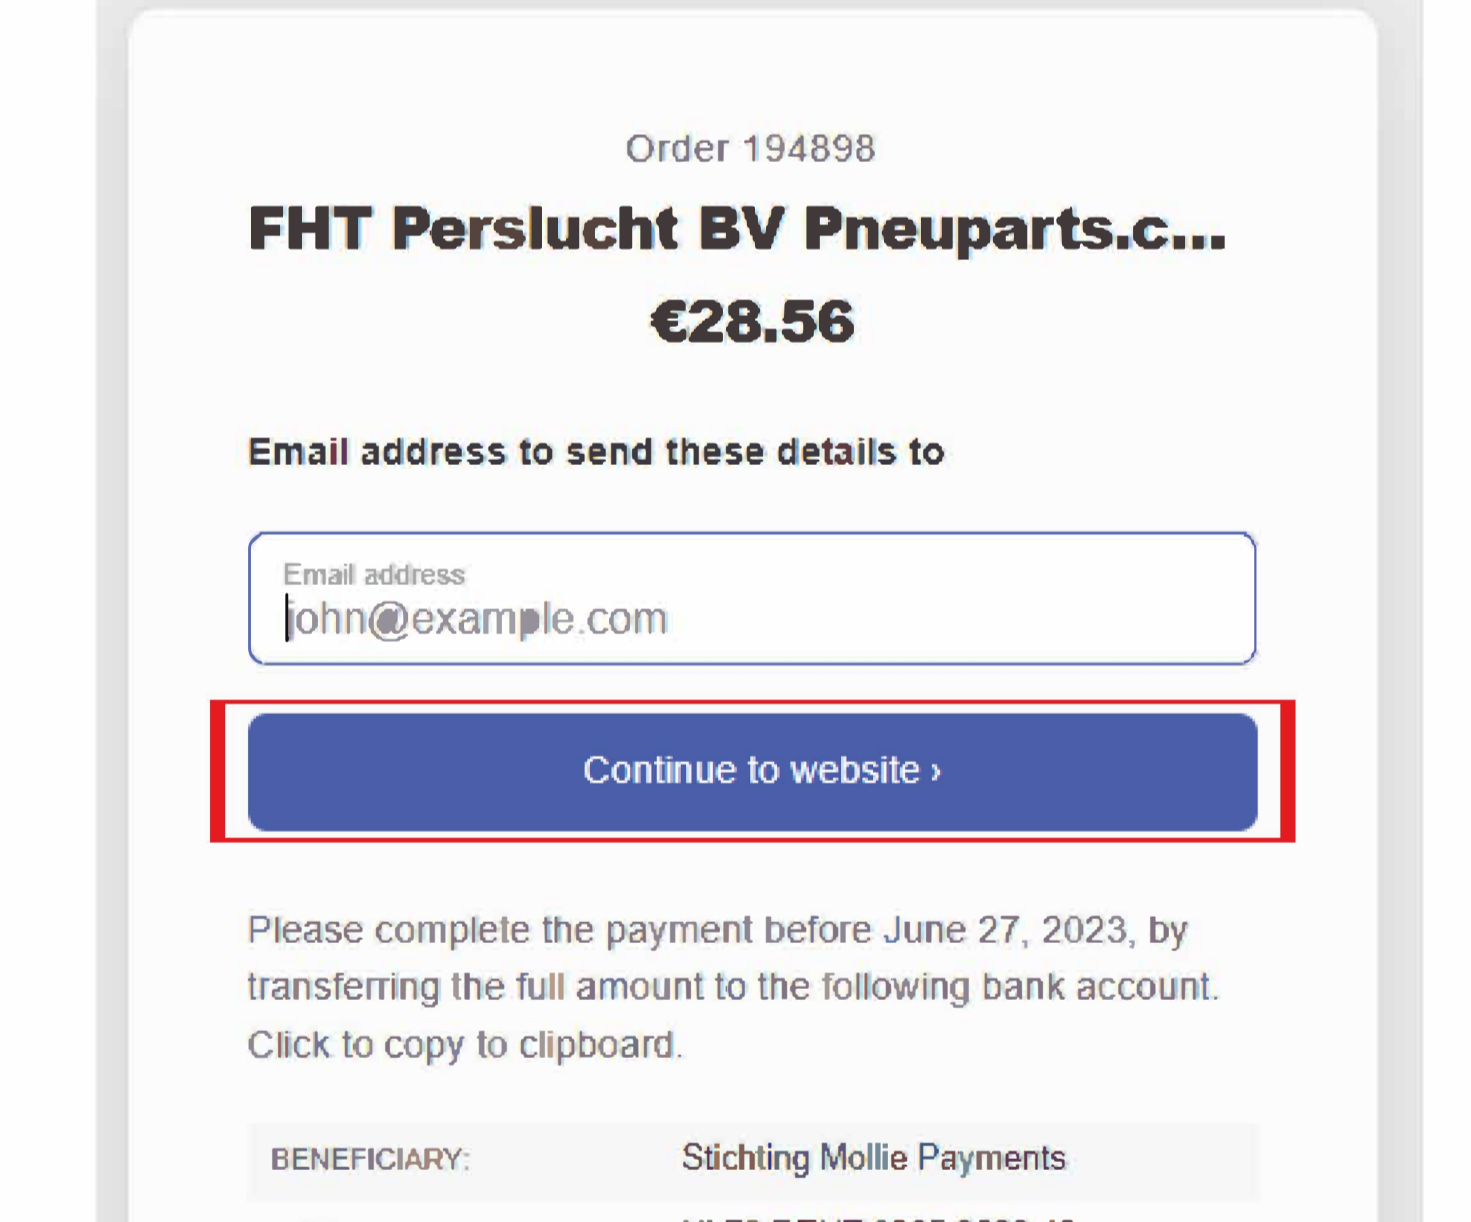 Order 194898
FHT Perslucht BV Pneuparts.c...
€28.56
Email address to send these details to
Email address
john@example.com
Continue to website ›
Please complete the payment before June 27, 2023, by
transferring the full amount to the following bank account.
Click to copy to clipboard.
BENEFICIARY: Stichting Mollie Payments